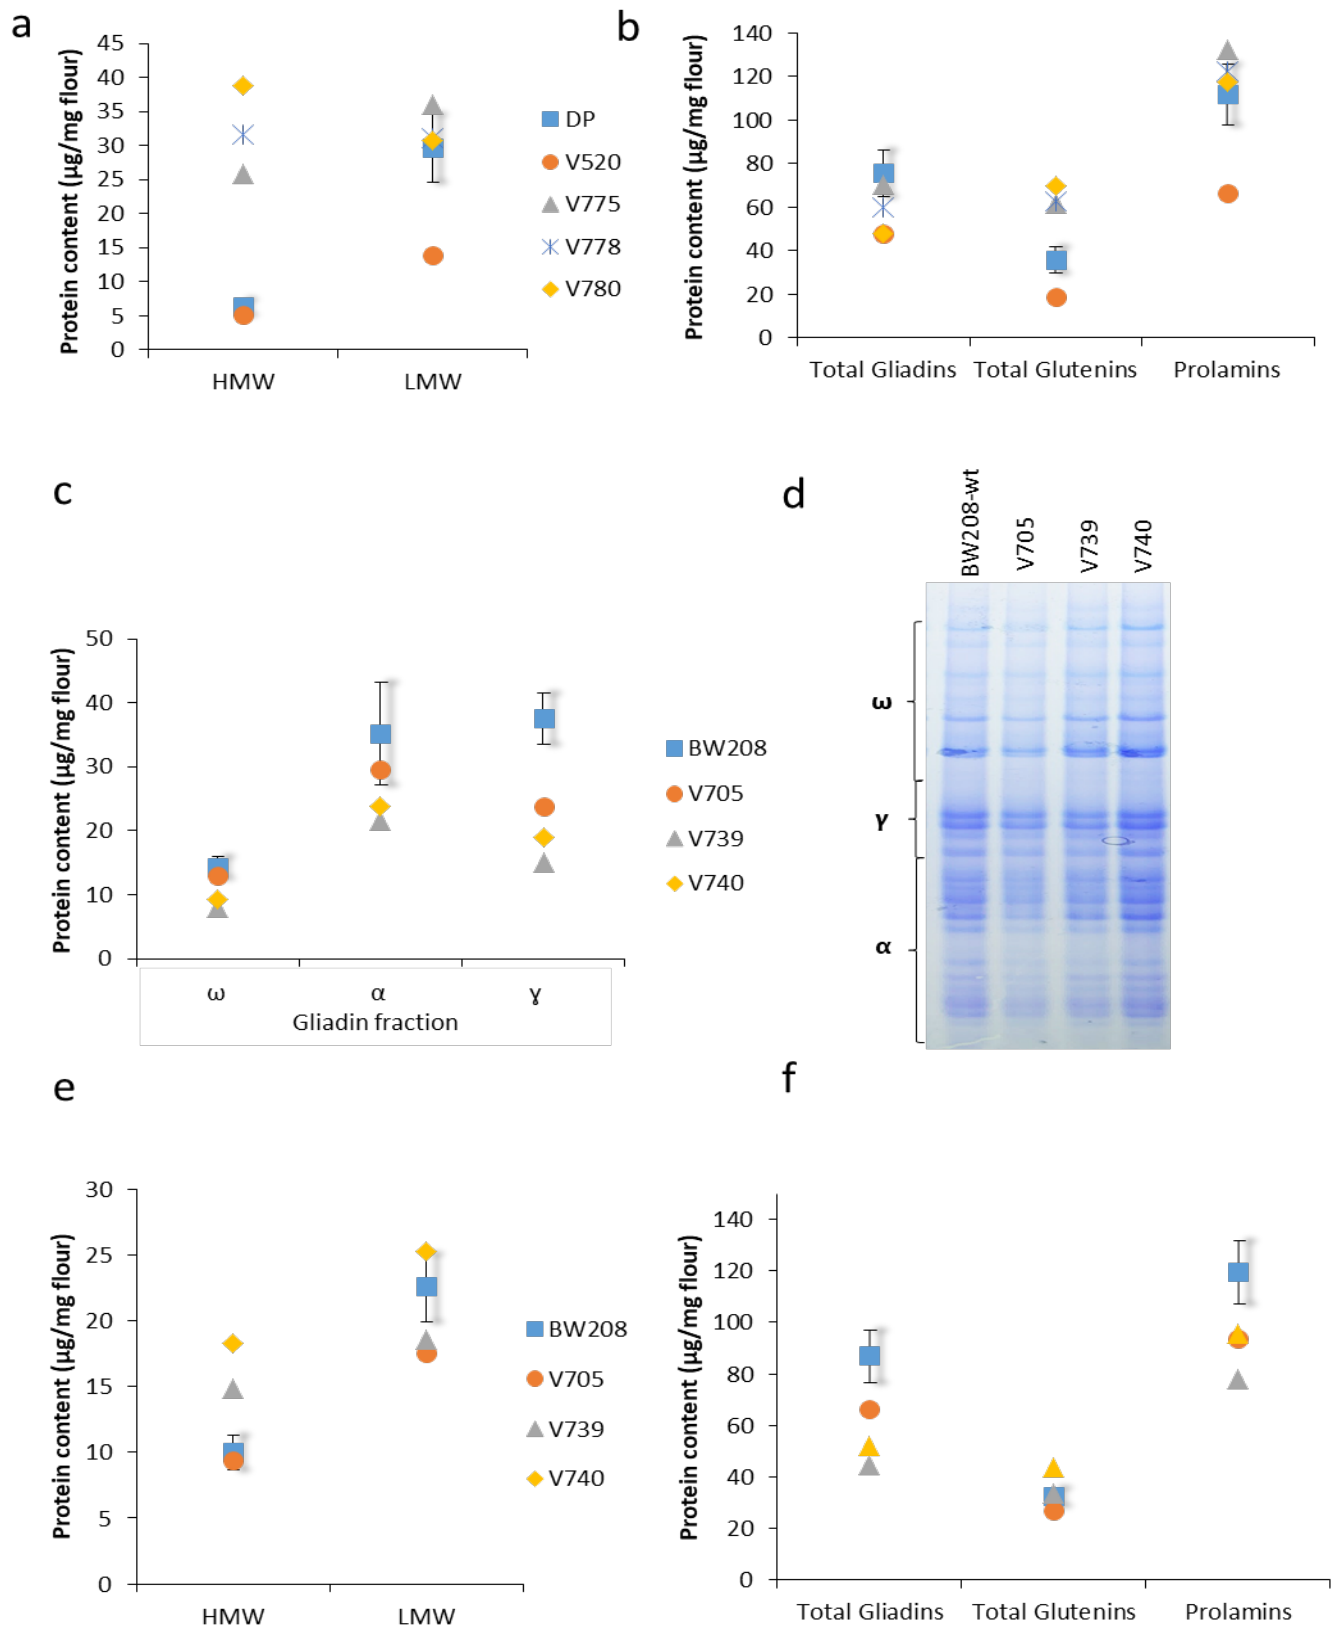 a
45
40
35
30
25
20
15
10
5
0
Protein content (µg/mg flour)
HMW
LMW
DP
V520
V775
V778
V780
b
140
120
100
80
60
40
20
0
Protein content (µg/mg flour)
Total Gliadins
Total Glutenins
Prolamins
c
50
40
30
20
10
0
Protein content (µg/mg flour)
ω
α
ɣ
Gliadin fraction
BW208
V705
V739
V740
d
BW208-wt
V705
V739
V740
ω
γ
α
e
30
25
20
15
10
5
0
Protein content (µg/mg flour)
HMW
LMW
BW208
V705
V739
V740
f
140
120
100
80
60
40
20
0
Protein content (µg/mg flour)
Total Gliadins
Total Glutenins
Prolamins